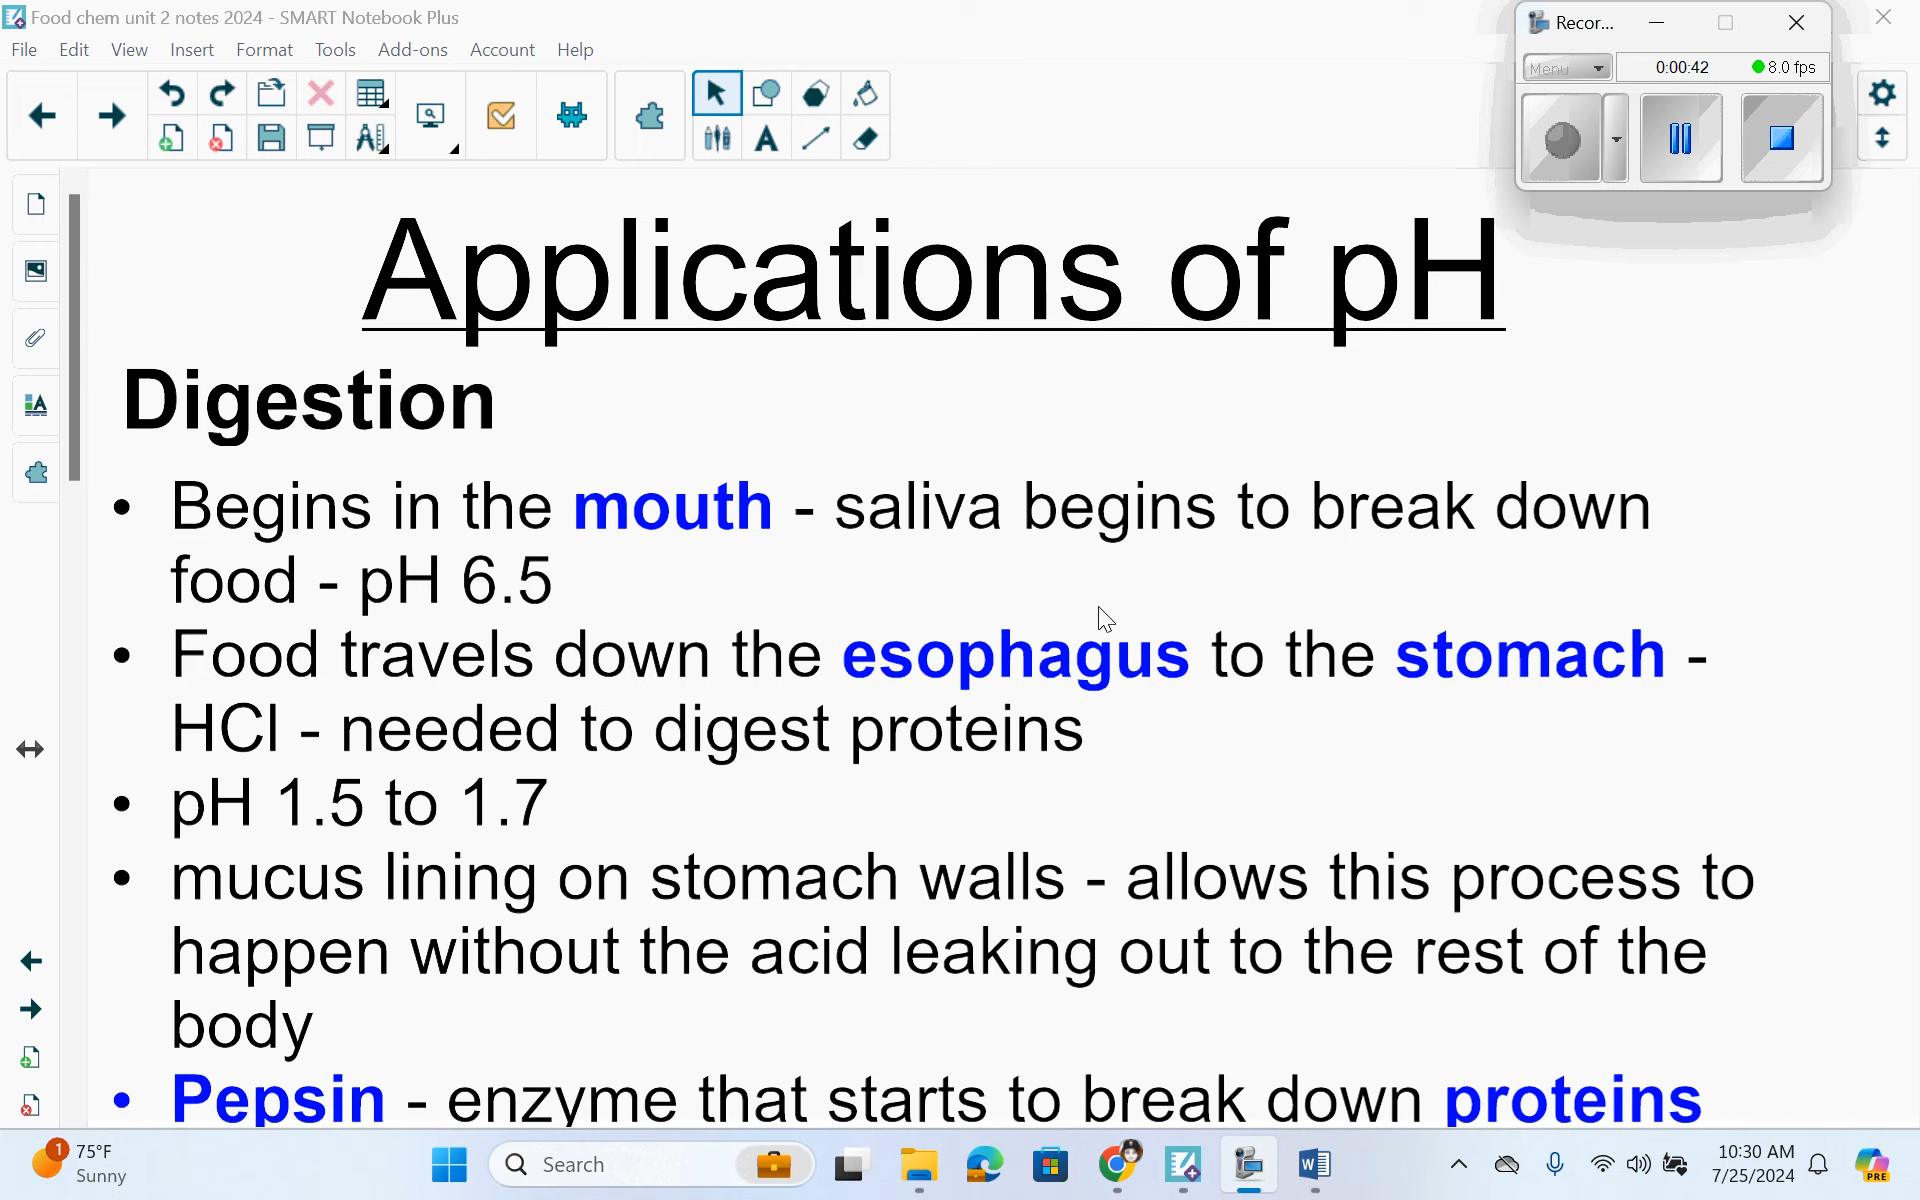 Food chem unit 2 notes 2024 - SMART Notebook Plus
File Edit View Insert Format Tools Add-ons Account Help
Recor...
Menu 0:00:42 8.0 fps
Applications of pH
Digestion
• Begins in the mouth - saliva begins to break down
food - pH 6.5
• Food travels down the esophagus to the stomach -
HCl - needed to digest proteins
• pH 1.5 to 1.7
• mucus lining on stomach walls - allows this process to
happen without the acid leaking out to the rest of the
body
• Pepsin - enzyme that starts to break down proteins
1
75°F
Sunny
Search
10:30 AM
7/25/2024
PRE